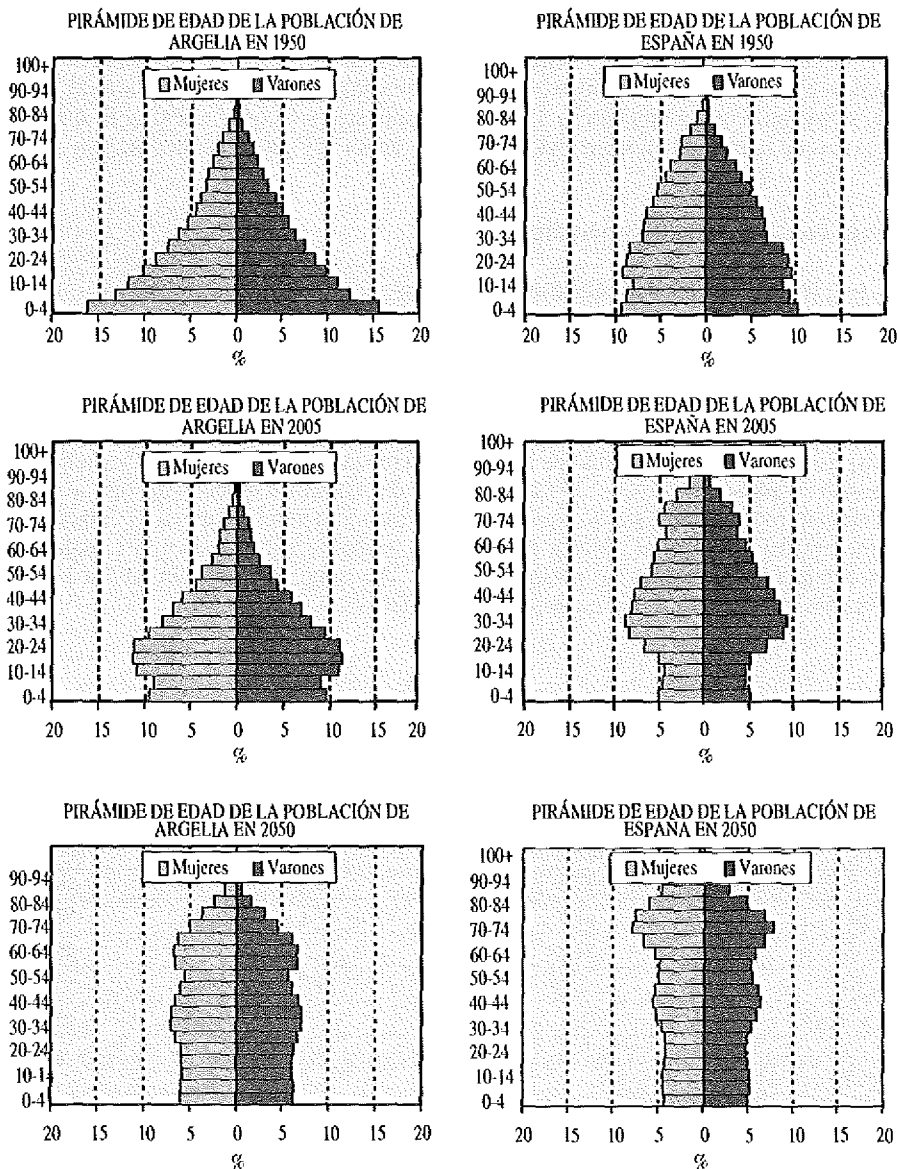 PIRÁMIDE DE EDAD DE LA POBLACIÓN DE
ARGELIA EN 1950
100+
90-94
80-84
70-74
60-64
50-54
40-44
30-34
20-24
10-14
0-4
Mujeres Varones
20 15 10 5 0 5 10 15 20
%
PIRÁMIDE DE EDAD DE LA POBLACIÓN DE
ESPAÑA EN 1950
100+
90-94
80-84
70-74
60-64
50-54
40-44
30-34
20-24
10-14
0-4
Mujeres Varones
20 15 10 5 0 5 10 15 20
%
PIRÁMIDE DE EDAD DE LA POBLACIÓN DE
ARGELIA EN 2005
100+
90-94
80-84
70-74
60-64
50-54
40-44
30-34
20-24
10-14
0-4
Mujeres Varones
20 15 10 5 0 5 10 15 20
%
PIRÁMIDE DE EDAD DE LA POBLACIÓN DE
ESPAÑA EN 2005
100+
90-94
80-84
70-74
60-64
50-54
40-44
30-34
20-24
10-14
0-4
Mujeres Varones
20 15 10 5 0 5 10 15 20
%
PIRÁMIDE DE EDAD DE LA POBLACIÓN DE
ARGELIA EN 2050
90-94
80-84
70-74
60-64
50-54
40-44
30-34
20-24
10-1
0-4
Mujeres Varones
20 15 10 5 0 5 10 15 20
%
PIRÁMIDE DE EDAD DE LA POBLACIÓN DE
ESPAÑA EN 2050
100+
90-94
80-84
70-74
60-64
50-54
40-44
30-34
20-24
10-14
0-4
Mujeres Varones
20 15 10 5 0 5 10 15 20
%